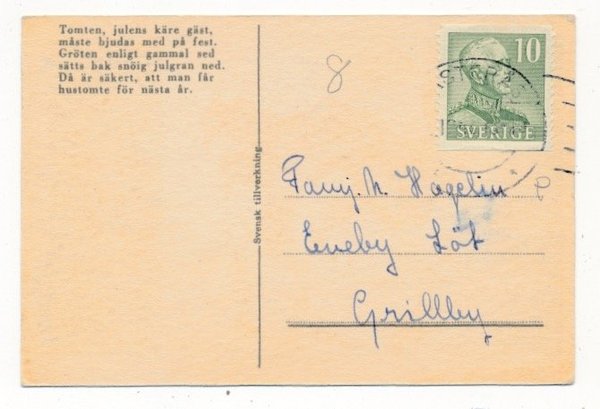 Tomten, julens käre gäst,
måste bjudas med på fest.
Gröten enligt gammal sed
sätts bak snöig julgran ned.
Då är säkert, att man får
hustomte för nästa år.
8
10
SVERIGE
Svensk tillverkning
Famj. N. Hagelin
Eneby Löt
Grillby